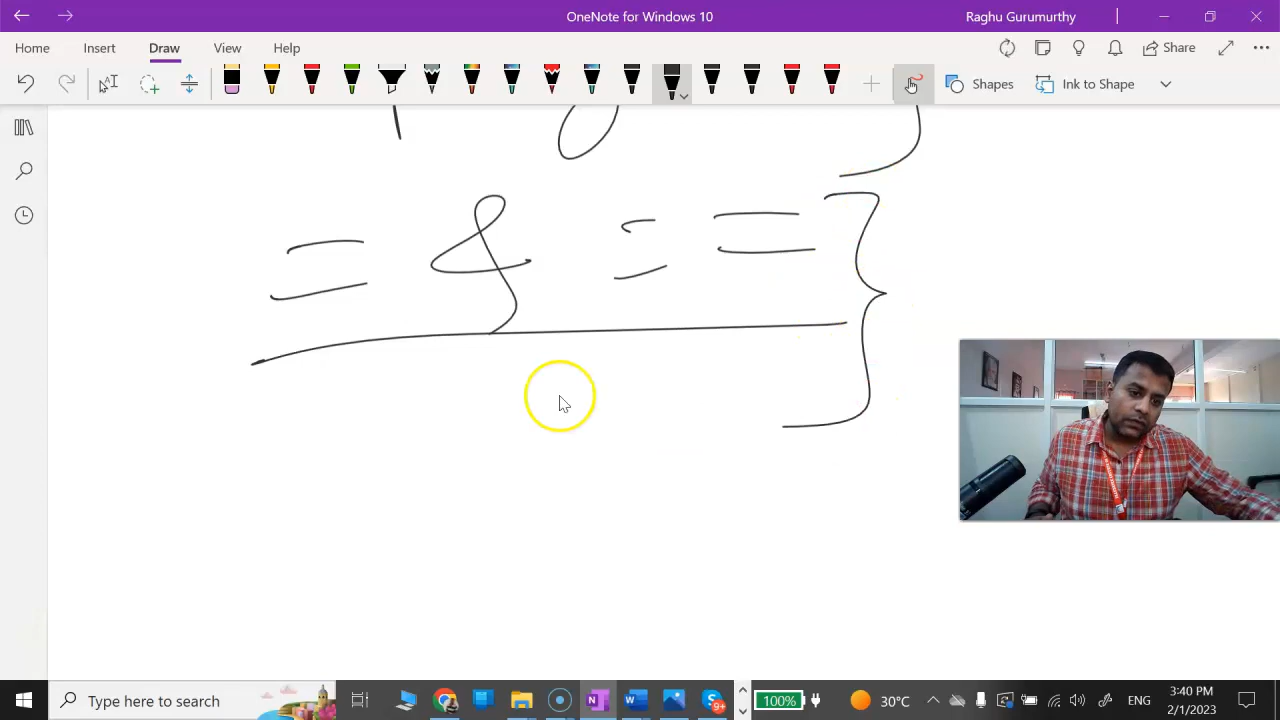 OneNote for Windows 10
Raghu Gurumurthy
Home Insert Draw View Help
Share
Shapes Ink to Shape
= & = =
Type here to search
9+
100%
30°C
ENG
3:40 PM
2/1/2023